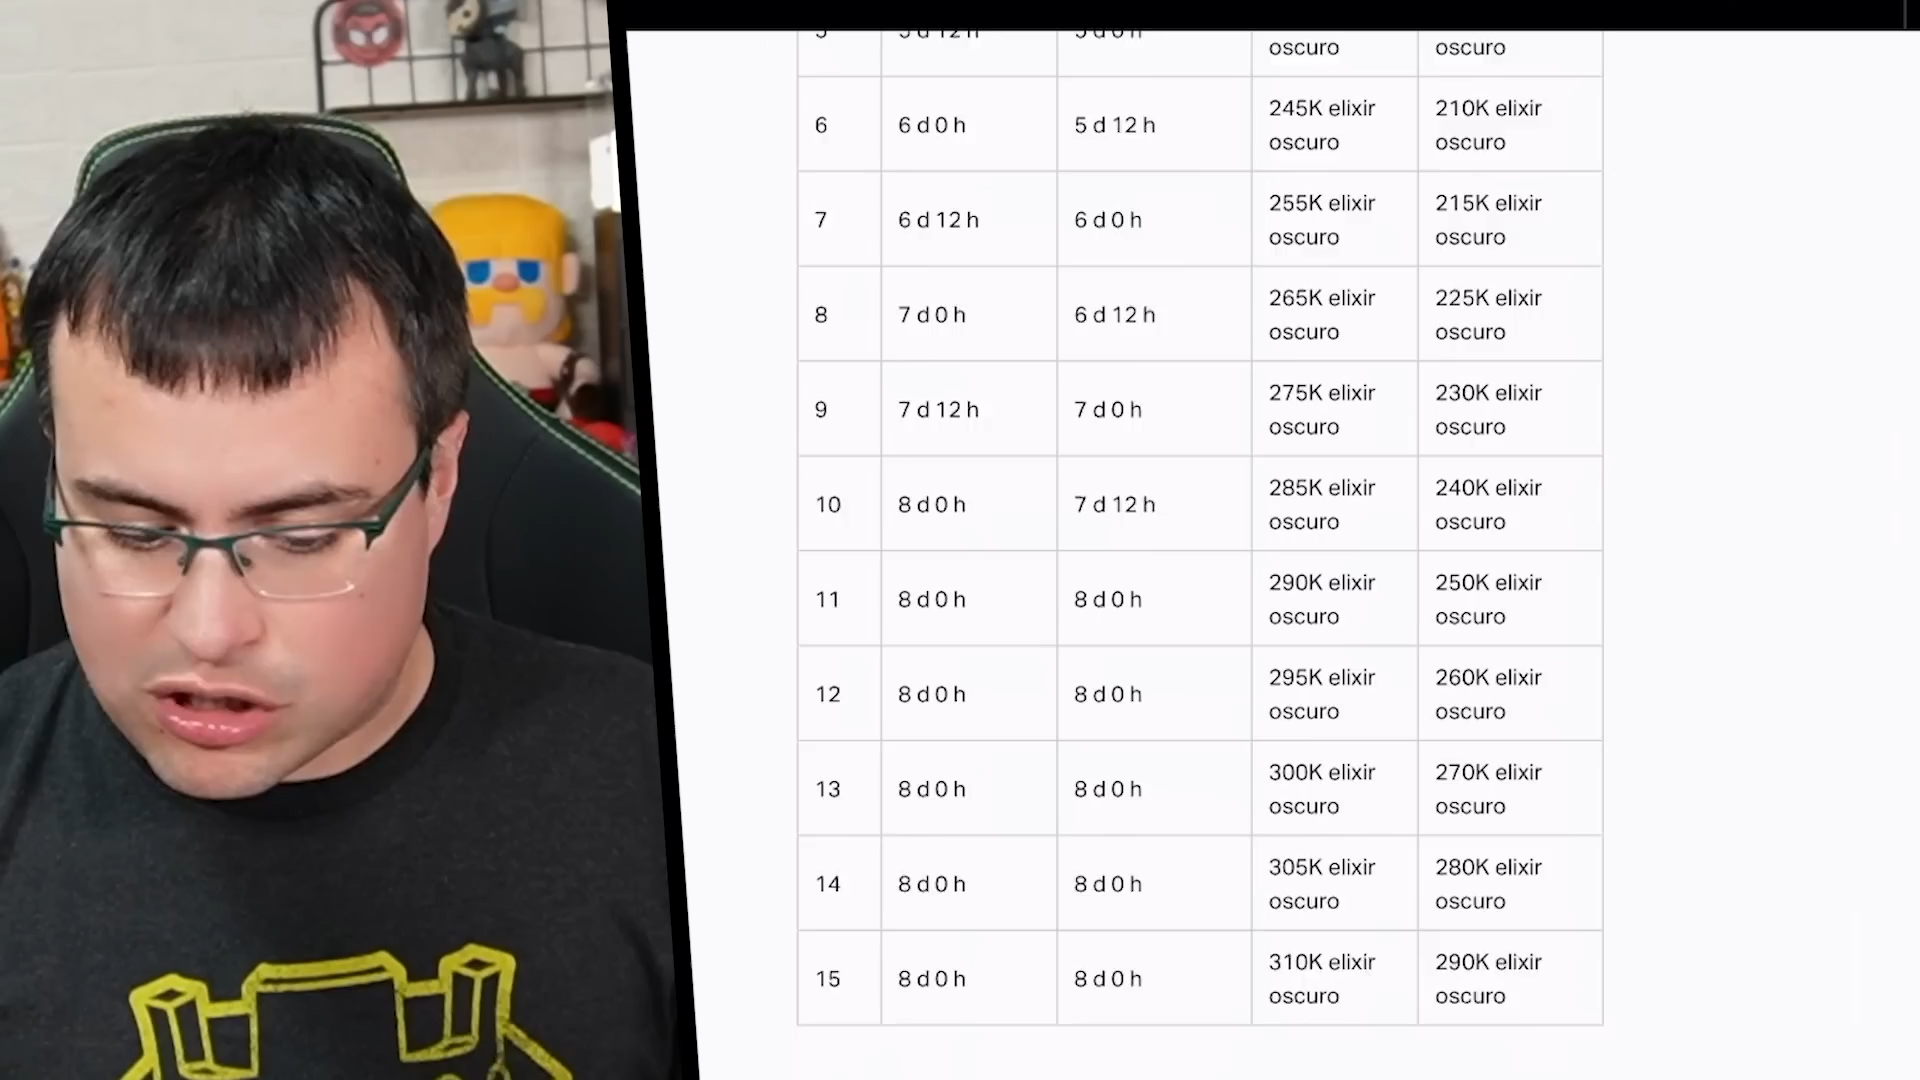 oscuro oscuro
6 6 d 0 h 5 d 12 h 245K elixir oscuro 210K elixir oscuro
7 6 d 12 h 6 d 0 h 255K elixir oscuro 215K elixir oscuro
8 7 d 0 h 6 d 12 h 265K elixir oscuro 225K elixir oscuro
9 7 d 12 h 7 d 0 h 275K elixir oscuro 230K elixir oscuro
10 8 d 0 h 7 d 12 h 285K elixir oscuro 240K elixir oscuro
11 8 d 0 h 8 d 0 h 290K elixir oscuro 250K elixir oscuro
12 8 d 0 h 8 d 0 h 295K elixir oscuro 260K elixir oscuro
13 8 d 0 h 8 d 0 h 300K elixir oscuro 270K elixir oscuro
14 8 d 0 h 8 d 0 h 305K elixir oscuro 280K elixir oscuro
15 8 d 0 h 8 d 0 h 310K elixir oscuro 290K elixir oscuro